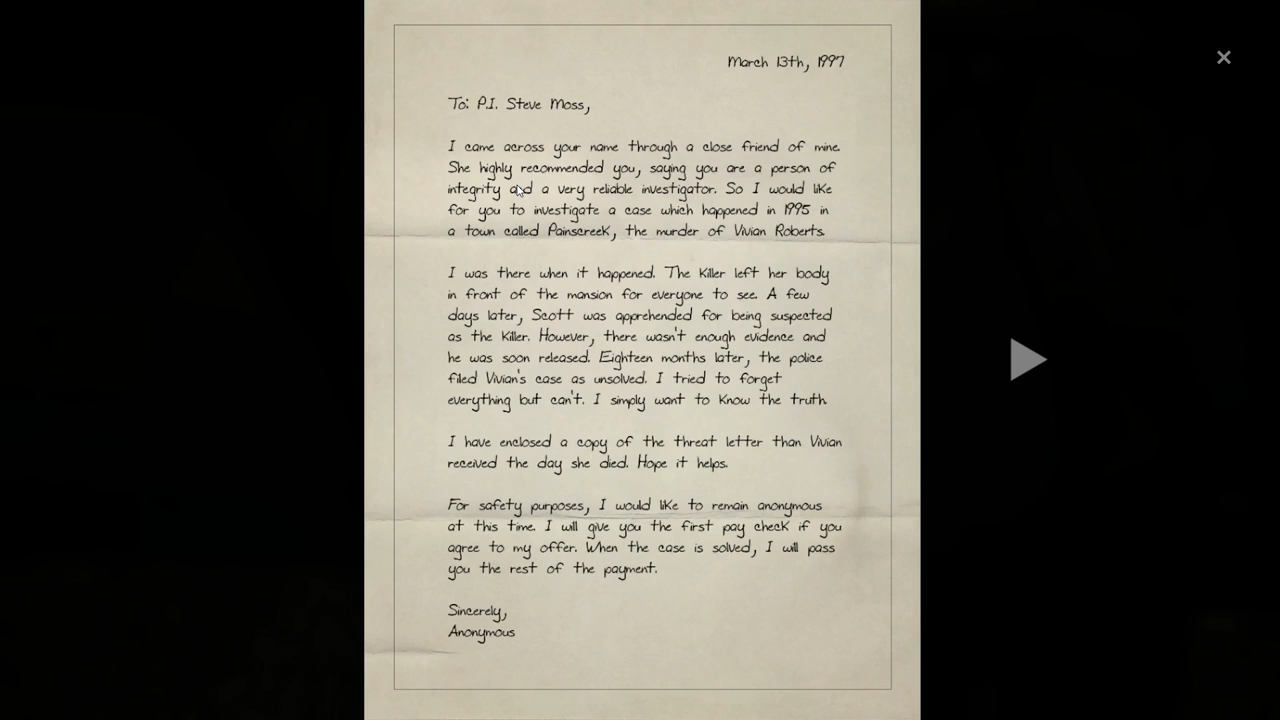 March 13th, 1997
To: P.I. Steve Moss,
I came across your name through a close friend of mine.
She highly recommended you, saying you are a person of
integrity and a very reliable investigator. So I would like
for you to investigate a case which happened in 1995 in
a town called Painscreek, the murder of Vivian Roberts.
I was there when it happened. The killer left her body
in front of the mansion for everyone to see. A few
days later, Scott was apprehended for being suspected
as the killer. However, there wasn't enough evidence and
he was soon released. Eighteen months later, the police
filed Vivian's case as unsolved. I tried to forget
everything but can't. I simply want to know the truth.
I have enclosed a copy of the threat letter than Vivian
received the day she died. Hope it helps.
For safety purposes, I would like to remain anonymous
at this time. I will give you the first pay check if you
agree to my offer. When the case is solved, I will pass
you the rest of the payment.
Sincerely,
Anonymous